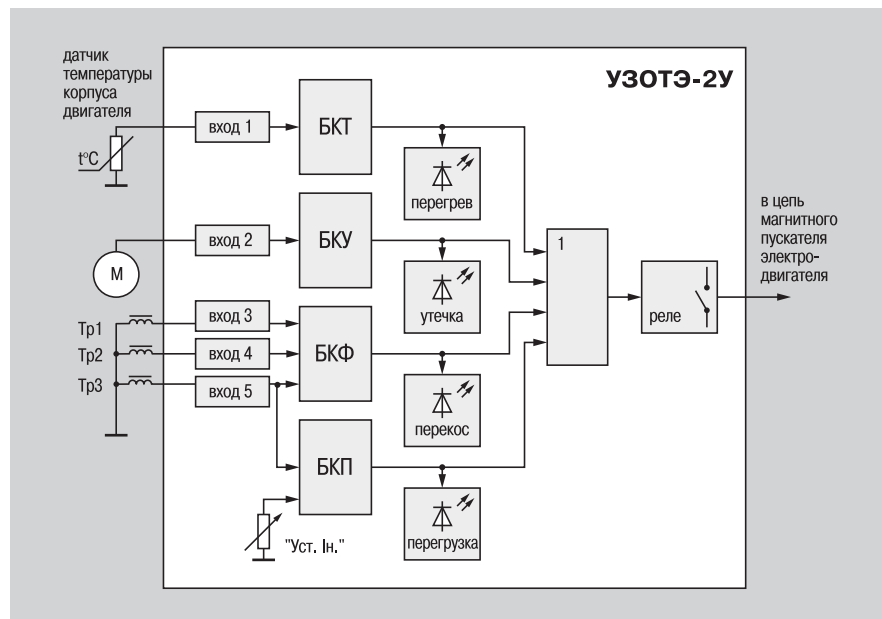 датчик
температуры
корпуса
двигателя
УЗОТЭ-2У
t°C
вход 1
БКТ
перегрев
М
вход 2
БКУ
утечка
1
реле
в цепь
магнитного
пускателя
электро-
двигателя
Тр1
Тр2
Тр3
вход 3
вход 4
вход 5
БКФ
перекос
БКП
"Уст. Iн."
перегрузка